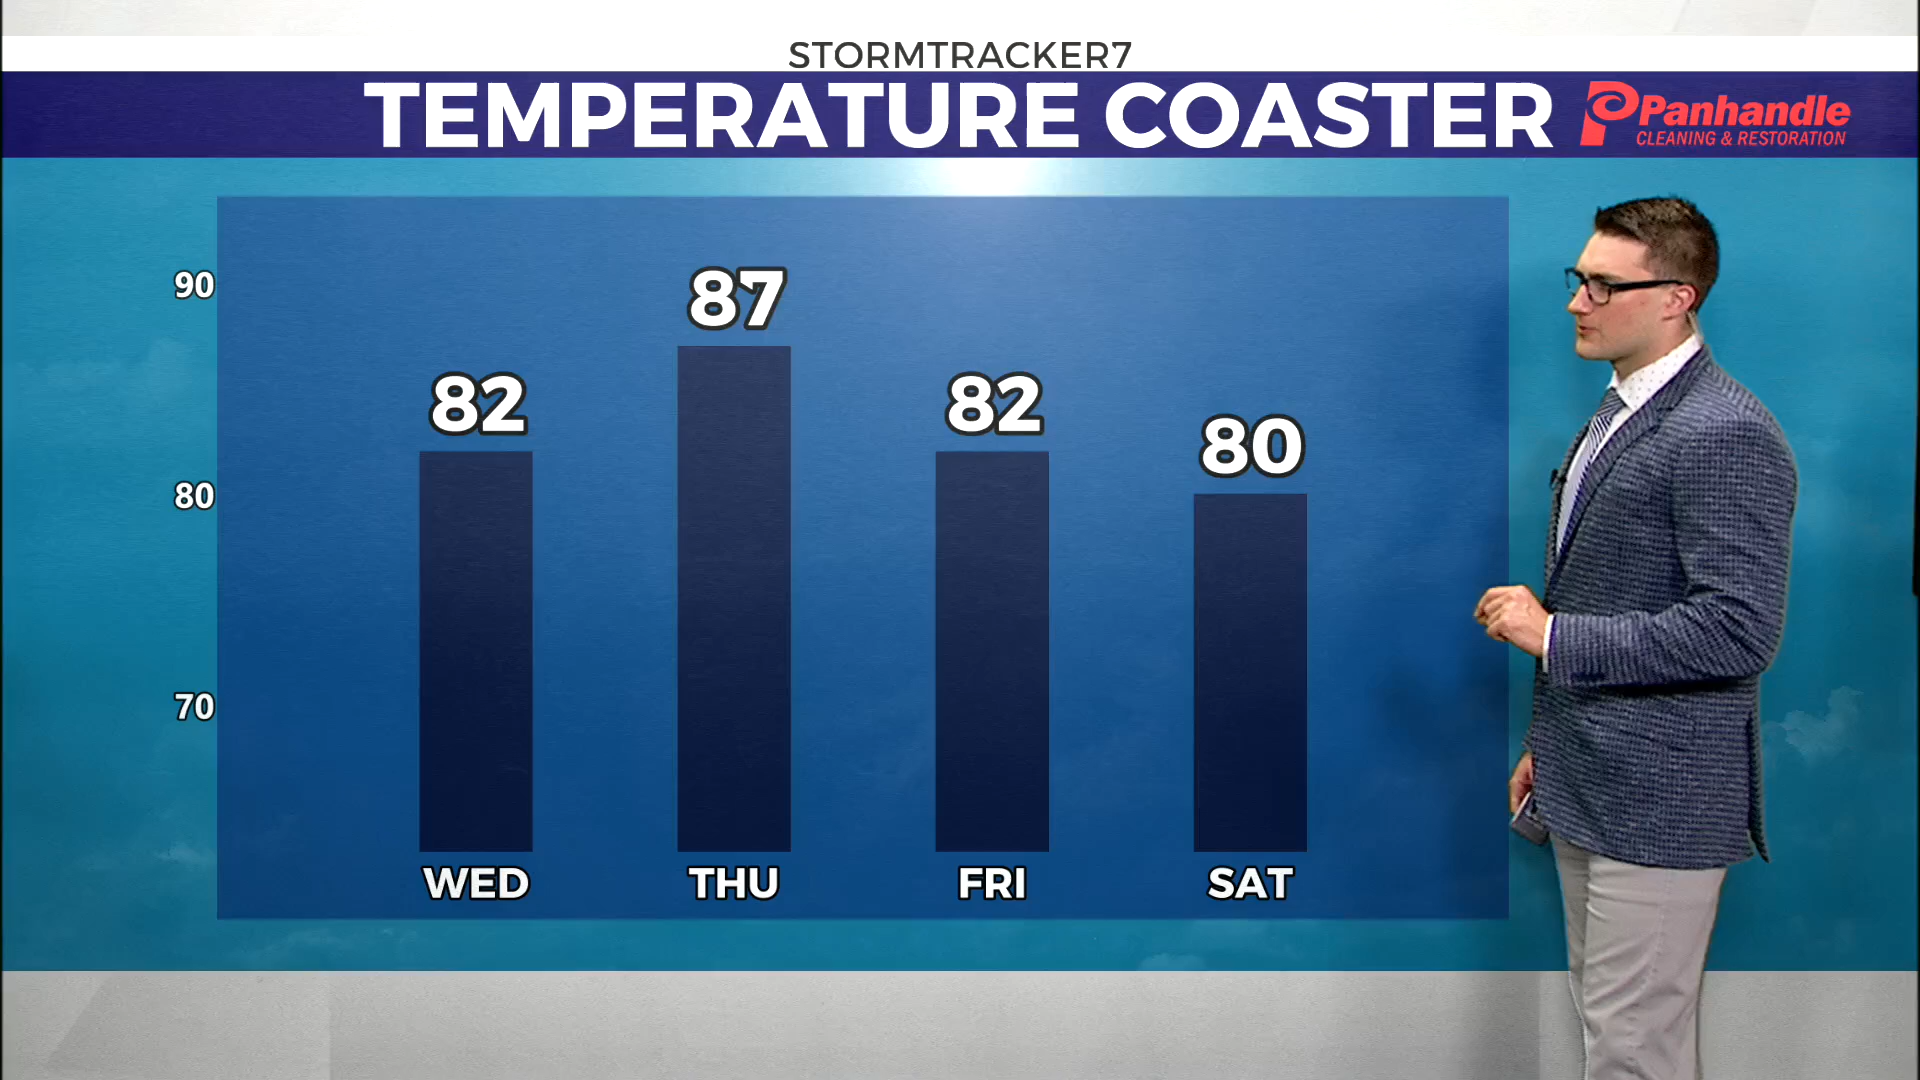 STORMTRACKER7
TEMPERATURE COASTER
Panhandle
CLEANING & RESTORATION
90
80
70
82
87
82
80
WED THU FRI SAT